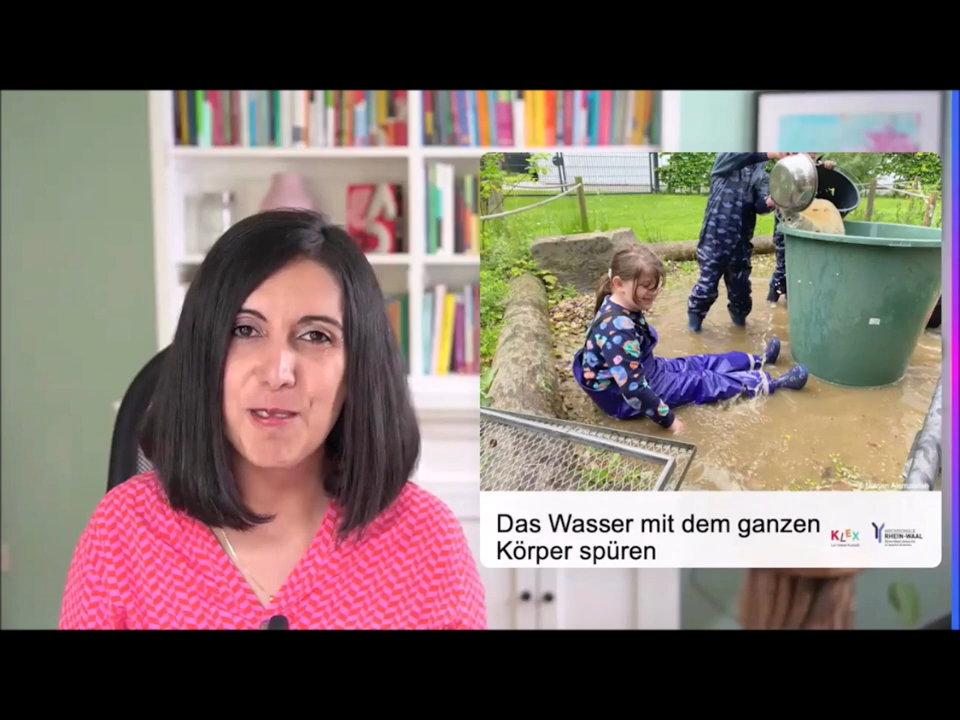 Das Wasser mit dem ganzen
Körper spüren
KLEX
HOCHSCHULE
RHEIN-WAAL